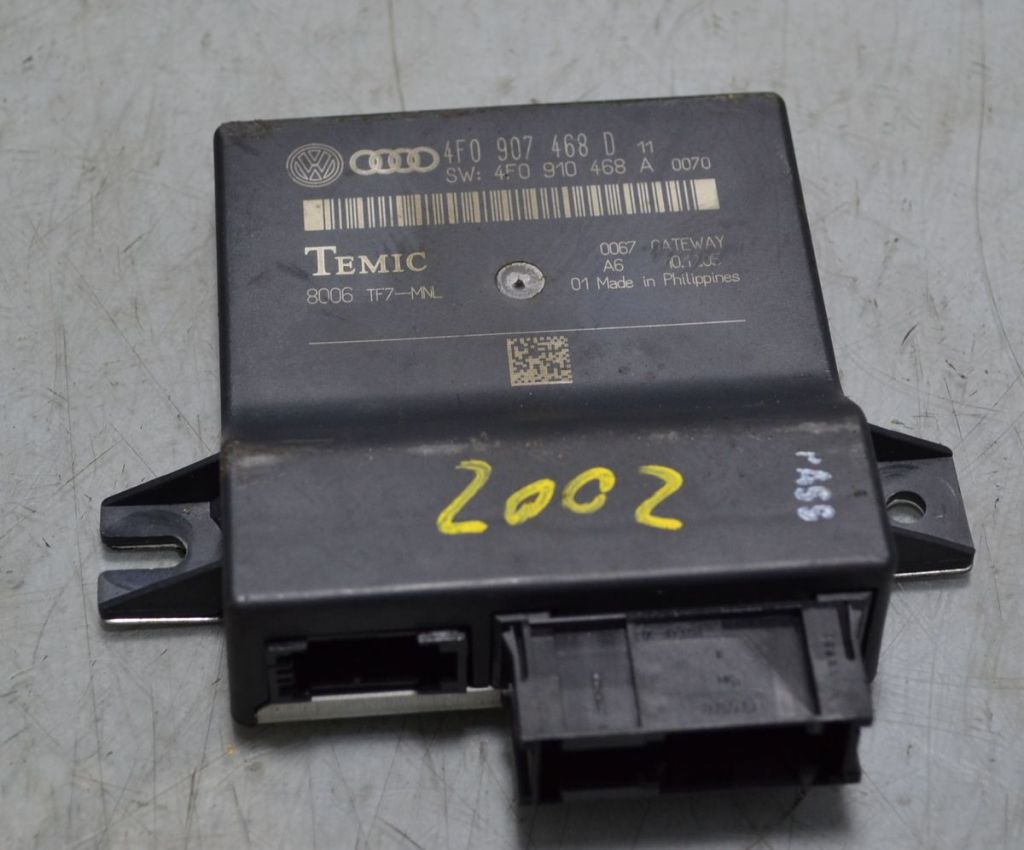 4F0 907 468 D 11
SW: 4F0 910 468 A 0070
TEMIC
8006 TF7-MNL
0067 GATEWAY
A6
01 Made in Philippines
2002
PASS